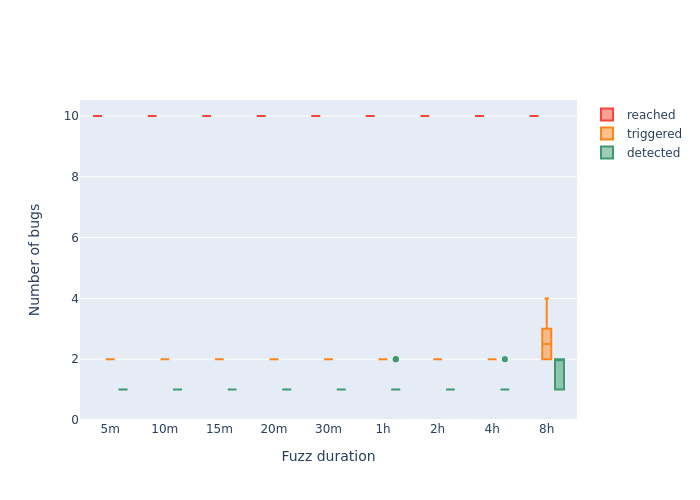 10
8
6
4
2
0
Number of bugs
5m
10m
15m
20m
30m
1h
2h
4h
8h
Fuzz duration
reached
triggered
detected